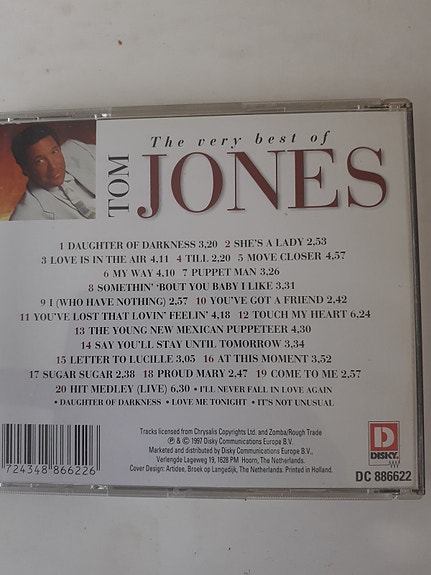 The very best of
TOM
JONES
1 DAUGHTER OF DARKNESS 3,20 2 SHE'S A LADY 2,53
3 LOVE IS IN THE AIR 4,11 4 TILL 2,20 5 MOVE CLOSER 4,57
6 MY WAY 4,10 7 PUPPET MAN 3,26
8 SOMETHIN' 'BOUT YOU BABY I LIKE 3,31
9 I (WHO HAVE NOTHING) 2,57 10 YOU'VE GOT A FRIEND 2,42
11 YOU'VE LOST THAT LOVIN' FEELIN' 4,18 12 TOUCH MY HEART 6,24
13 THE YOUNG NEW MEXICAN PUPPETEER 4,30
14 SAY YOU'LL STAY UNTIL TOMORROW 3,34
15 LETTER TO LUCILLE 3,05 16 AT THIS MOMENT 3,52
17 SUGAR SUGAR 2,38 18 PROUD MARY 2,47 19 COME TO ME 2,57
20 HIT MEDLEY (LIVE) 6,30 • I'LL NEVER FALL IN LOVE AGAIN
• DAUGHTER OF DARKNESS • LOVE ME TONIGHT • IT'S NOT UNUSUAL
Tracks licensed from Chrysalis Copyrights Ltd. and Zomba/Rough Trade
℗ & © 1997 Disky Communications Europe B.V.
Marketed and distributed by Disky Communications Europe B.V.,
Verlengde Lageweg 19, 1628 PM Hoorn, The Netherlands.
Cover Design: Artidee, Broek op Langedijk, The Netherlands. Printed in Holland.
7 24348 86622 6
D
DISKY
DC 886622